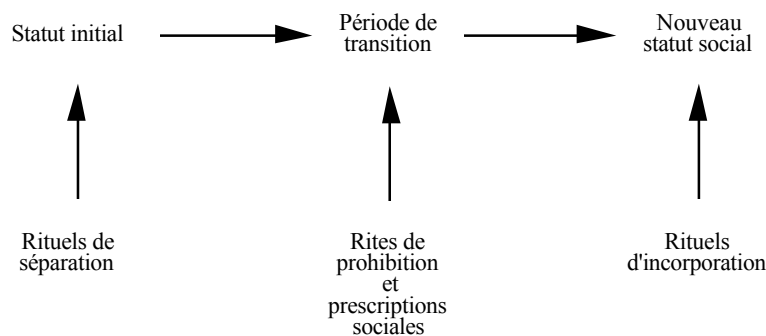 Statut initial
Période de
transition
Nouveau
statut social
Rituels de
séparation
Rites de
prohibition
et
prescriptions
sociales
Rituels
d'incorporation